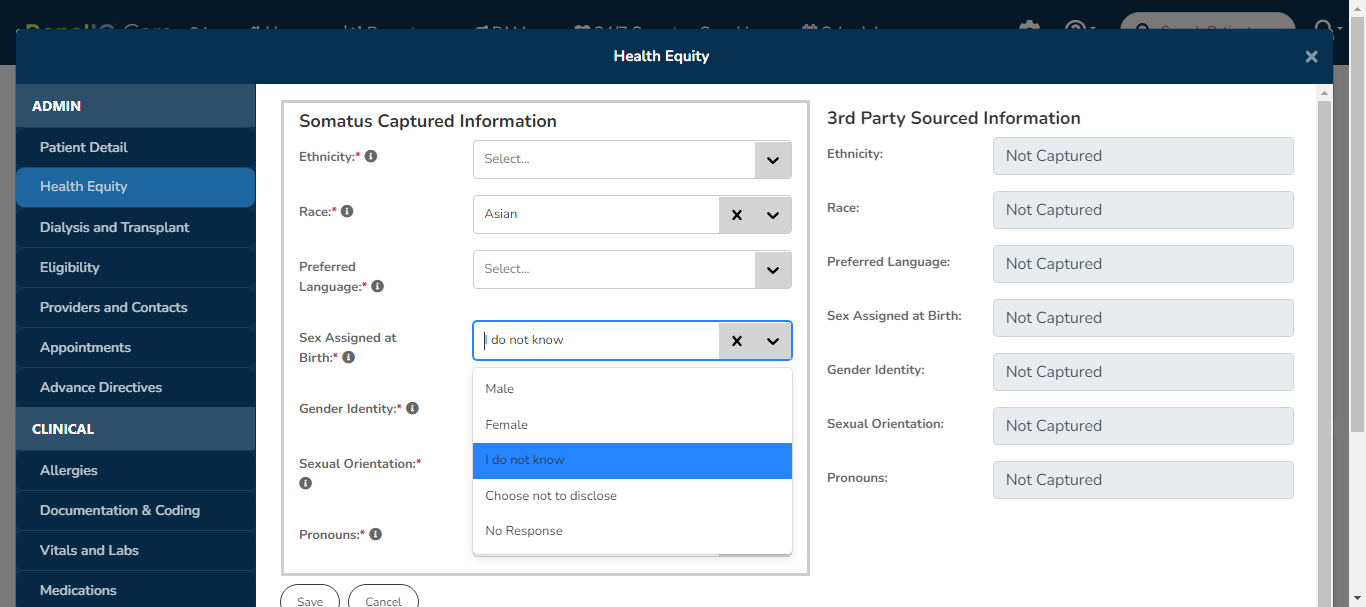 Health Equity
ADMIN
Patient Detail
Health Equity
Dialysis and Transplant
Eligibility
Providers and Contacts
Appointments
Advance Directives
CLINICAL
Allergies
Documentation & Coding
Vitals and Labs
Medications
Somatus Captured Information
Ethnicity:*
Select...
Race:*
Asian
Preferred
Language:*
Select...
Sex Assigned at
Birth:*
I do not know
Male
Female
I do not know
Choose not to disclose
No Response
Gender Identity:*
Sexual Orientation:*
Pronouns:*
Save
Cancel
3rd Party Sourced Information
Ethnicity:
Not Captured
Race:
Not Captured
Preferred Language:
Not Captured
Sex Assigned at Birth:
Not Captured
Gender Identity:
Not Captured
Sexual Orientation:
Not Captured
Pronouns:
Not Captured